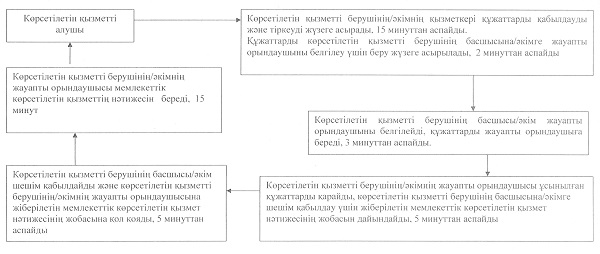 Көрсетілетін қызметті
алушы
Көрсетілетін қызметті берушінің/әкімнің қызметкері құжаттарды қабылдауды
және тіркеуді жүзеге асырады, 15 минуттан аспайды.
Құжаттарды көрсетілетін қызметті берушінің басшысына/әкімге жауапты
орындаушыны белгілеу үшін беру жүзеге асырылады, 2 минуттан аспайды
Көрсетілетін қызметті берушінің басшысы/әкім жауапты
орындаушыны белгілейді, құжаттарды жауапты орындаушыға
береді, 3 минуттан аспайды.
Көрсетілетін қызметті берушінің/әкімнің жауапты орындаушысы ұсынылған
құжаттарды карайды, көрсетілетін қызметті берушінің басшысына/әкімге
шешім қабылдау үшін жіберілетін мемлекеттік көрсетілетін қызмет
нәтижесінің жобасын дайындайды, 5 минуттан аспайды
Көрсетілетін қызметті берушінің басшысы/әкім
шешім қабылдайды және көрсетілетін қызметті
берушінің/әкімнің жауапты орындаушысына
жіберілетін мемлекеттік көрсетілетін қызмет
нәтижесінің жобасына қол қояды, 5 минуттан
аспайды
Көрсетілетін қызметті берушінің/әкімнің
жауапты орындаушысы мемлекеттік
көрсетілетін қызметтің нәтижесін береді, 15
минут